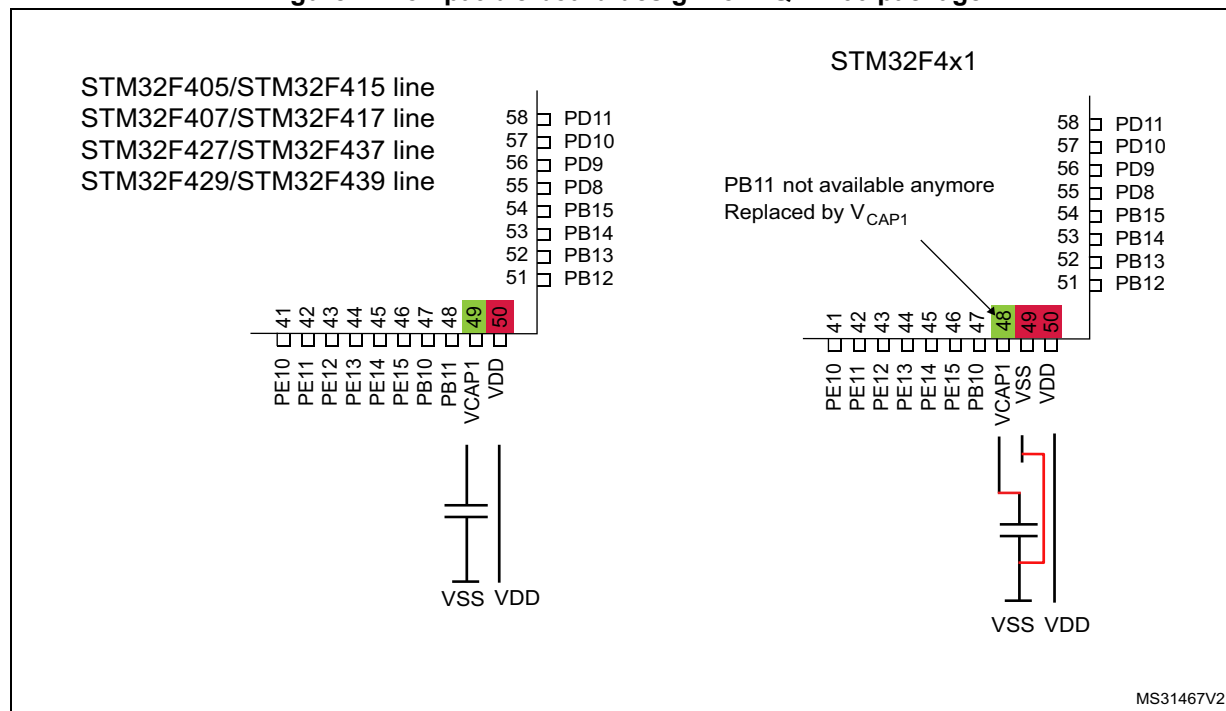 STM32F405/STM32F415 line
STM32F407/STM32F417 line
STM32F427/STM32F437 line
STM32F429/STM32F439 line
58 PD11
57 PD10
56 PD9
55 PD8
54 PB15
53 PB14
52 PB13
51 PB12
41 42 43 44 45 46 47 48 49 50
PE10 PE11 PE12 PE13 PE14 PE15 PB10 PB11 VCAP1 VDD
VSS VDD
STM32F4x1
PB11 not available anymore
Replaced by VCAP1
58 PD11
57 PD10
56 PD9
55 PD8
54 PB15
53 PB14
52 PB13
51 PB12
41 42 43 44 45 46 47 48 49 50
PE10 PE11 PE12 PE13 PE14 PE15 PB10 VCAP1 VSS VDD
VSS VDD
MS31467V2